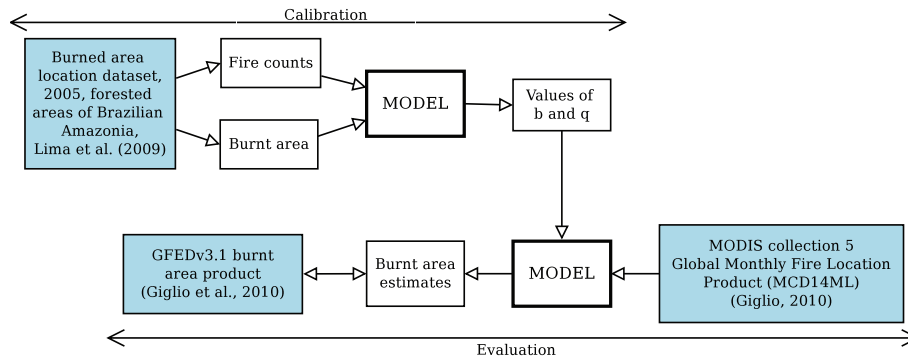 Calibration
Burned area
location dataset,
2005, forested
areas of Brazilian
Amazonia,
Lima et al. (2009)
Fire counts
Burnt area
MODEL
Values of
b and q
GFEDv3.1 burnt
area product
(Giglio et al., 2010)
Burnt area
estimates
MODEL
MODIS collection 5
Global Monthly Fire Location
Product (MCD14ML)
(Giglio, 2010)
Evaluation